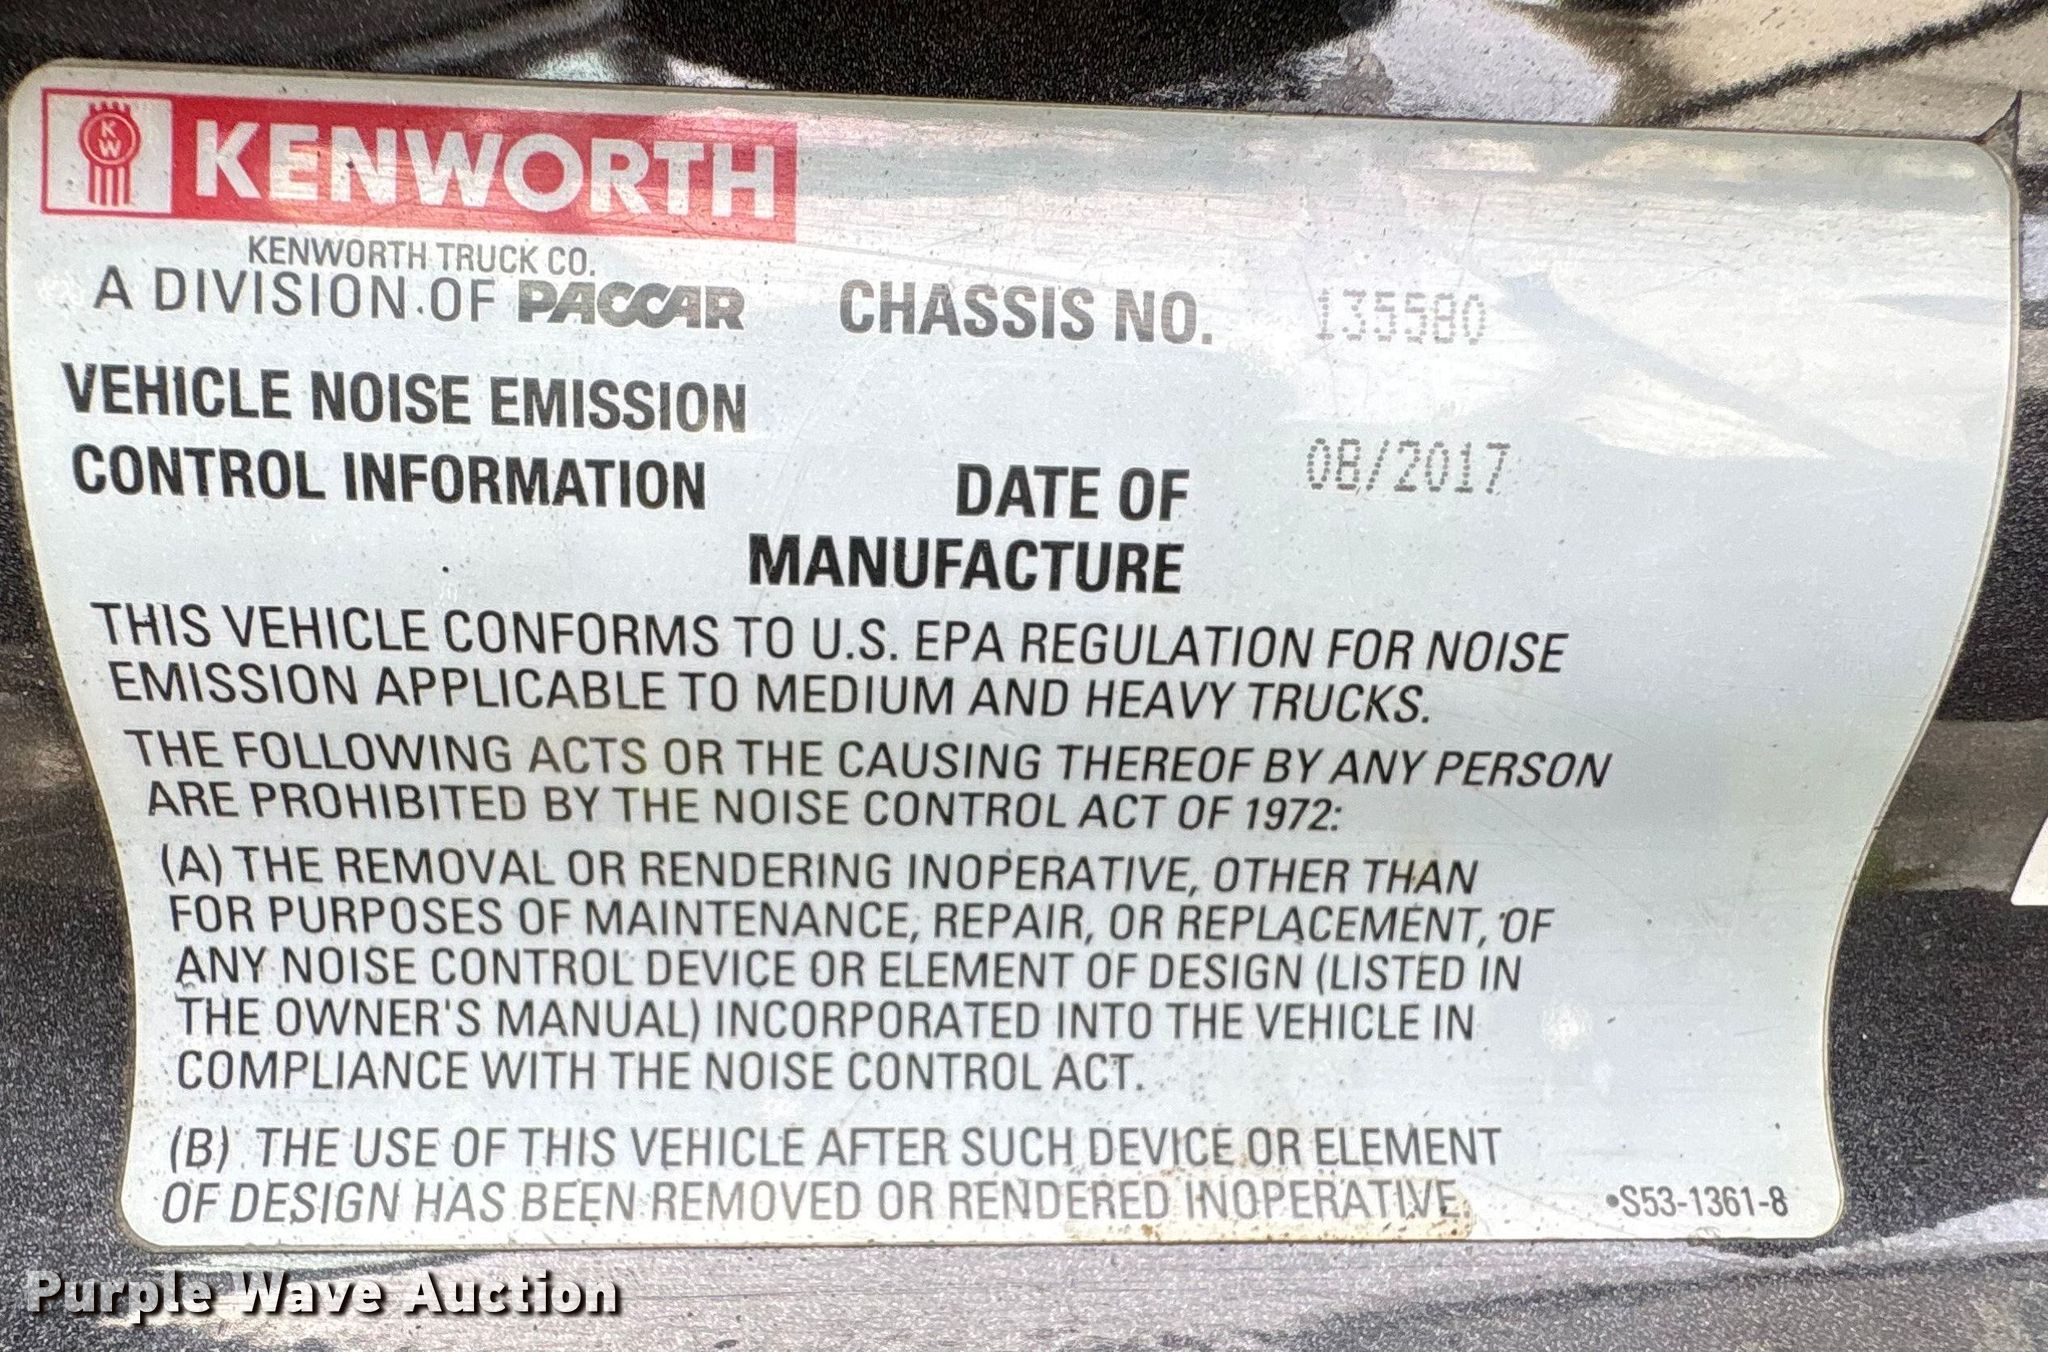 KW KENWORTH
KENWORTH TRUCK CO.
A DIVISION OF PACCAR
CHASSIS NO. 135580
VEHICLE NOISE EMISSION
CONTROL INFORMATION
DATE OF 08/2017
MANUFACTURE
THIS VEHICLE CONFORMS TO U.S. EPA REGULATION FOR NOISE
EMISSION APPLICABLE TO MEDIUM AND HEAVY TRUCKS.
THE FOLLOWING ACTS OR THE CAUSING THEREOF BY ANY PERSON
ARE PROHIBITED BY THE NOISE CONTROL ACT OF 1972:
(A) THE REMOVAL OR RENDERING INOPERATIVE, OTHER THAN
FOR PURPOSES OF MAINTENANCE, REPAIR, OR REPLACEMENT, OF
ANY NOISE CONTROL DEVICE OR ELEMENT OF DESIGN (LISTED IN
THE OWNER'S MANUAL) INCORPORATED INTO THE VEHICLE IN
COMPLIANCE WITH THE NOISE CONTROL ACT.
(B) THE USE OF THIS VEHICLE AFTER SUCH DEVICE OR ELEMENT
OF DESIGN HAS BEEN REMOVED OR RENDERED INOPERATIVE.
•S53-1361-8
Purple Wave Auction